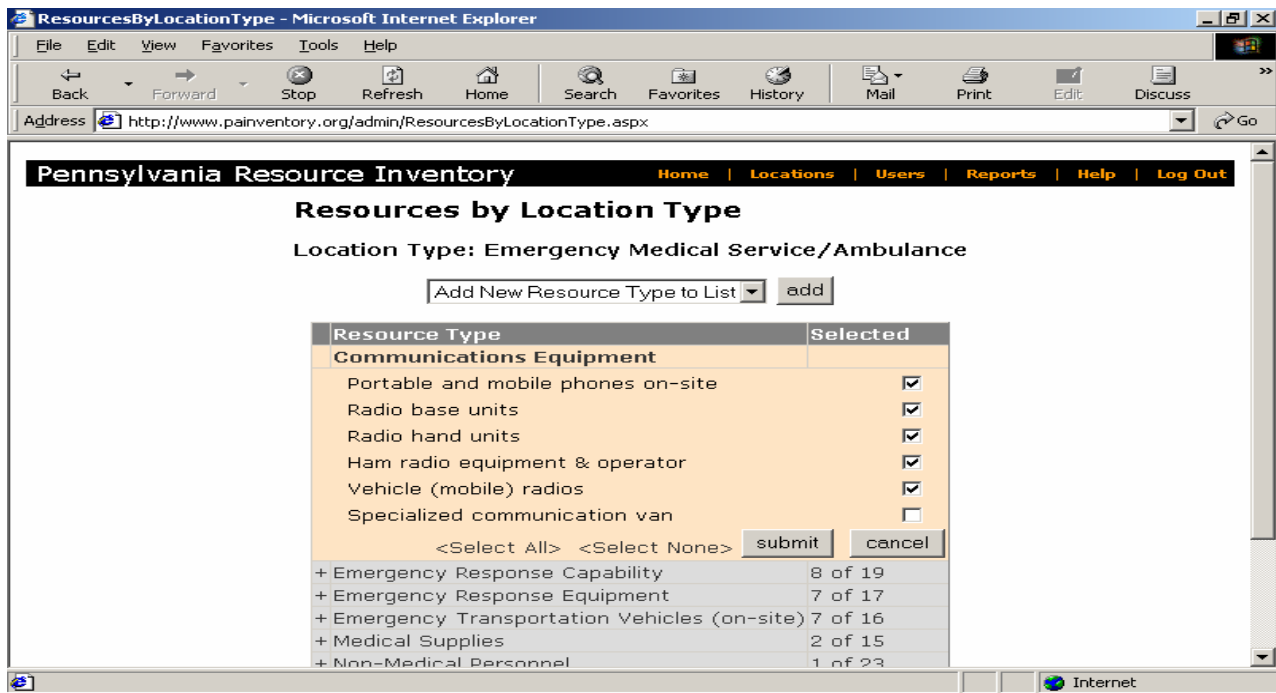 ResourcesByLocationType - Microsoft Internet Explorer
File Edit View Favorites Tools Help
Back Forward Stop Refresh Home Search Favorites History Mail Print Edit Discuss »
Address http://www.painventory.org/admin/ResourcesByLocationType.aspx Go
Pennsylvania Resource Inventory Home | Locations | Users | Reports | Help | Log Out
Resources by Location Type
Location Type: Emergency Medical Service/Ambulance
Add New Resource Type to List add
Resource Type Selected
Communications Equipment
Portable and mobile phones on-site
Radio base units
Radio hand units
Ham radio equipment & operator
Vehicle (mobile) radios
Specialized communication van
<Select All> <Select None> submit cancel
+ Emergency Response Capability 8 of 19
+ Emergency Response Equipment 7 of 17
+ Emergency Transportation Vehicles (on-site) 7 of 16
+ Medical Supplies 2 of 15
+ Non-Medical Personnel 1 of 23
Internet